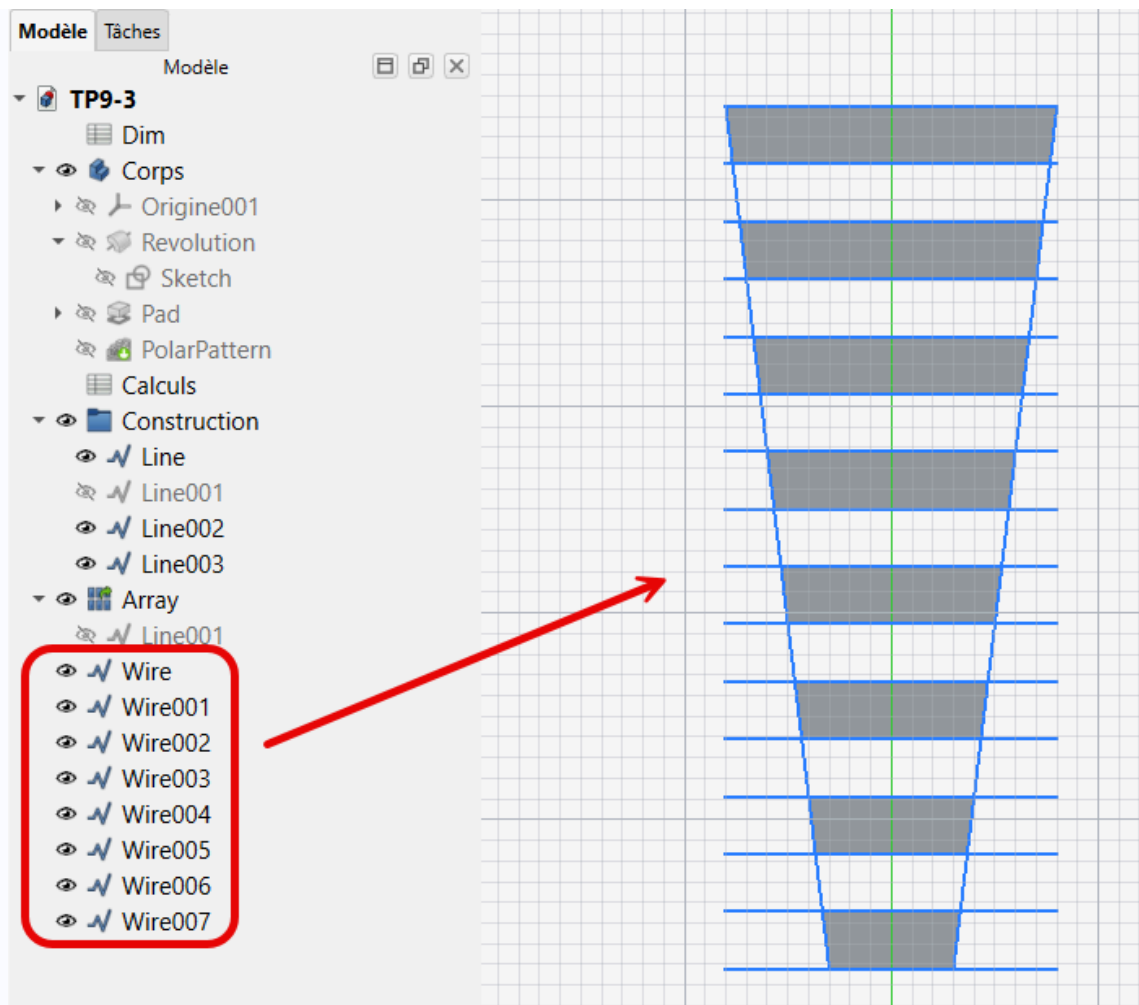 Modèle Tâches
Modèle
TP9-3
Dim
Corps
Origine001
Revolution
Sketch
Pad
PolarPattern
Calculs
Construction
Line
Line001
Line002
Line003
Array
Line001
Wire
Wire001
Wire002
Wire003
Wire004
Wire005
Wire006
Wire007